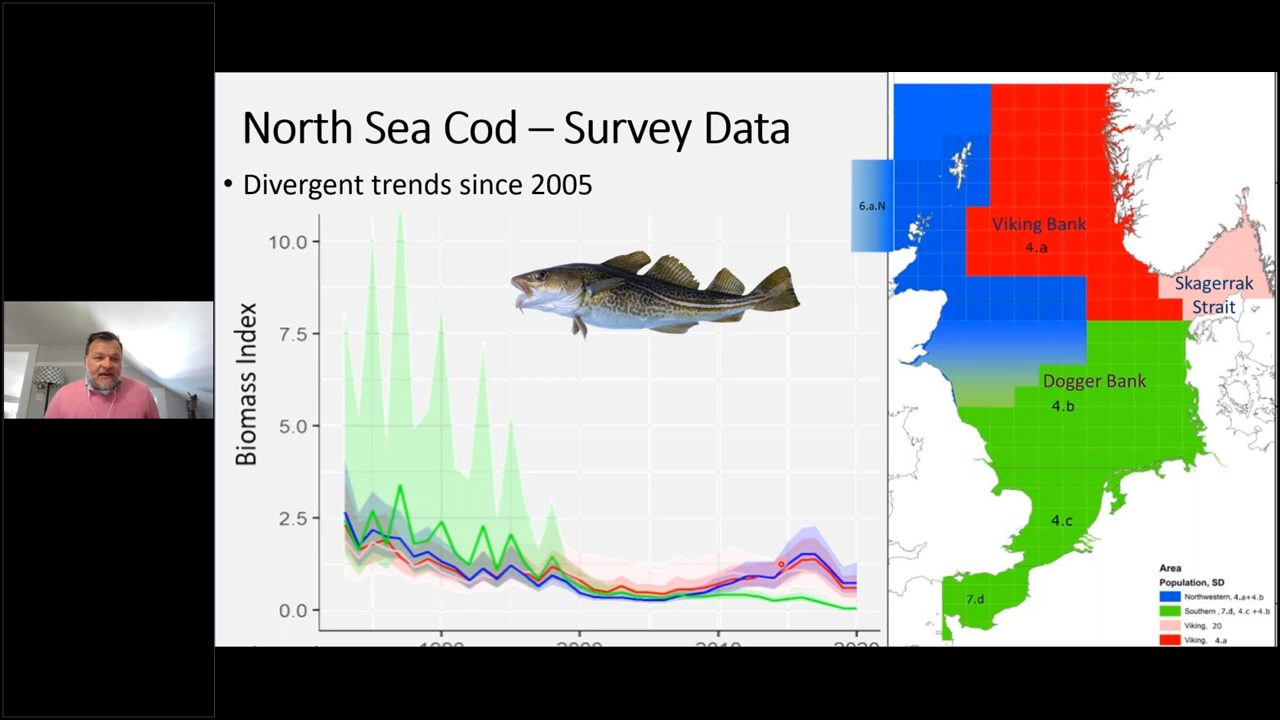 North Sea Cod – Survey Data
• Divergent trends since 2005
10.0
7.5
5.0
2.5
0.0
Biomass Index
1990
2000
2010
2020
6.a.N
Viking Bank
4.a
Skagerrak
Strait
Dogger Bank
4.b
4.c
7.d
Area
Population, SD
Northwestern, 4.a+4.b
Southern ,7.d, 4.c +4.b
Viking, 20
Viking, 4.a